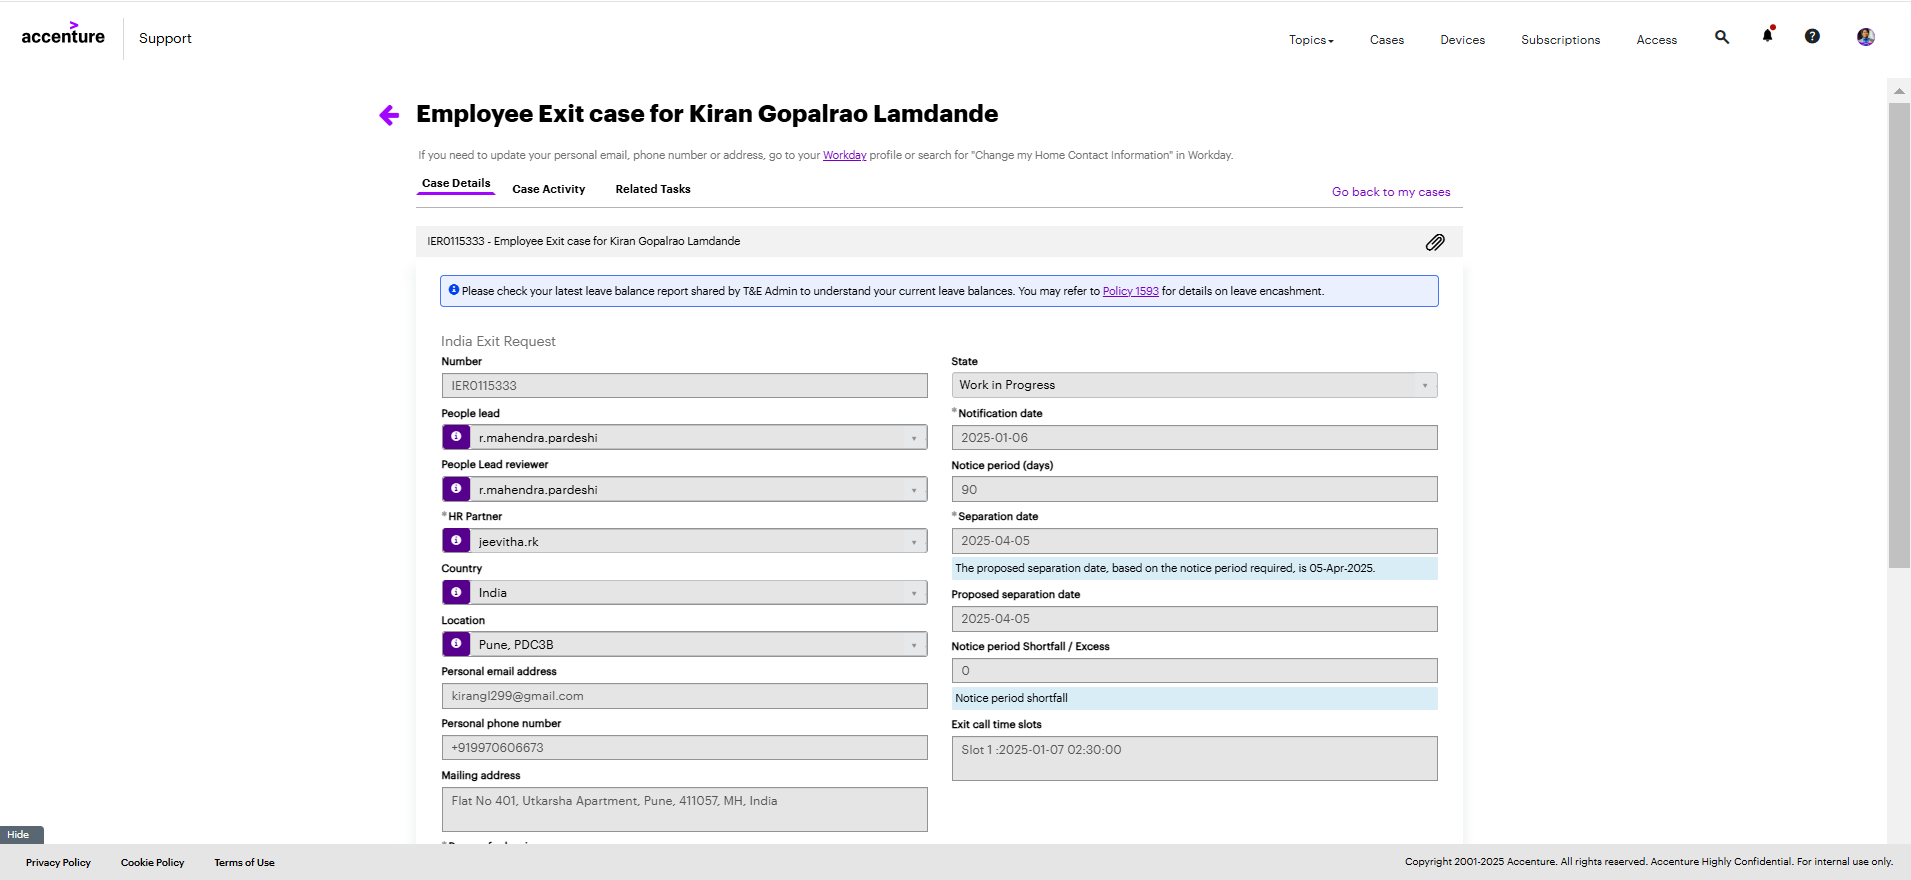 accenture
Support
Topics
Cases
Devices
Subscriptions
Access
Employee Exit case for Kiran Gopalrao Lamdande
If you need to update your personal email, phone number or address, go to your Workday profile or search for "Change my Home Contact Information" in Workday.
Case Details
Case Activity
Related Tasks
Go back to my cases
IER0115333 - Employee Exit case for Kiran Gopalrao Lamdande
Please check your latest leave balance report shared by T&E Admin to understand your current leave balances. You may refer to Policy 1593 for details on leave encashment.
India Exit Request
Number
IER0115333
People lead
r.mahendra.pardeshi
People Lead reviewer
r.mahendra.pardeshi
*HR Partner
jeevitha.rk
Country
India
Location
Pune, PDC3B
Personal email address
kirangl299@gmail.com
Personal phone number
+919970606673
Mailing address
Flat No 401, Utkarsha Apartment, Pune, 411057, MH, India
State
Work in Progress
*Notification date
2025-01-06
Notice period (days)
90
*Separation date
2025-04-05
The proposed separation date, based on the notice period required, is 05-Apr-2025.
Proposed separation date
2025-04-05
Notice period Shortfall / Excess
0
Notice period shortfall
Exit call time slots
Slot 1 :2025-01-07 02:30:00
Hide
Privacy Policy
Cookie Policy
Terms of Use
Copyright 2001-2025 Accenture. All rights reserved. Accenture Highly Confidential. For internal use only.